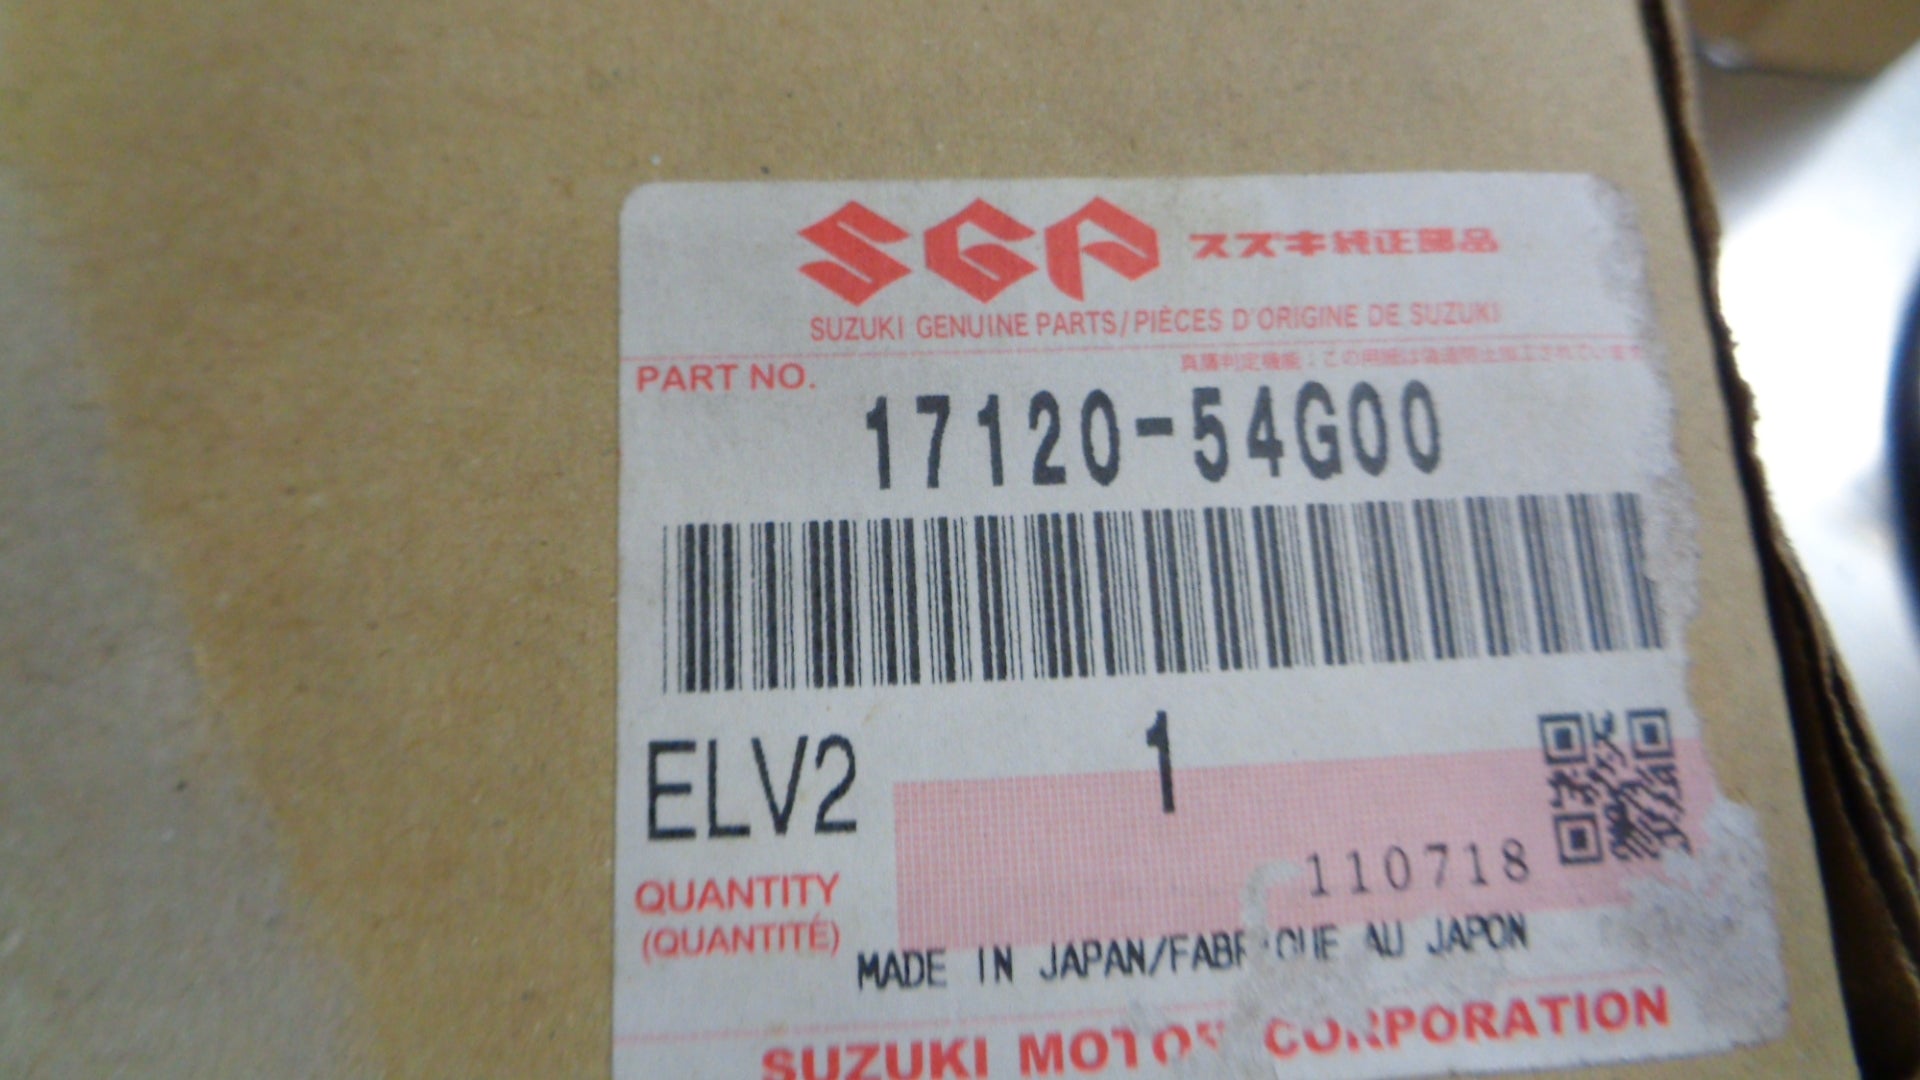 SGP スズキ純正部品
SUZUKI GENUINE PARTS/PIÈCES D'ORIGINE DE SUZUKI
PART NO.
17120-54G00
ELV2
1
110718
QUANTITY
(QUANTITÉ)
MADE IN JAPAN/FABRIQUE AU JAPON
SUZUKI MOTOR CORPORATION